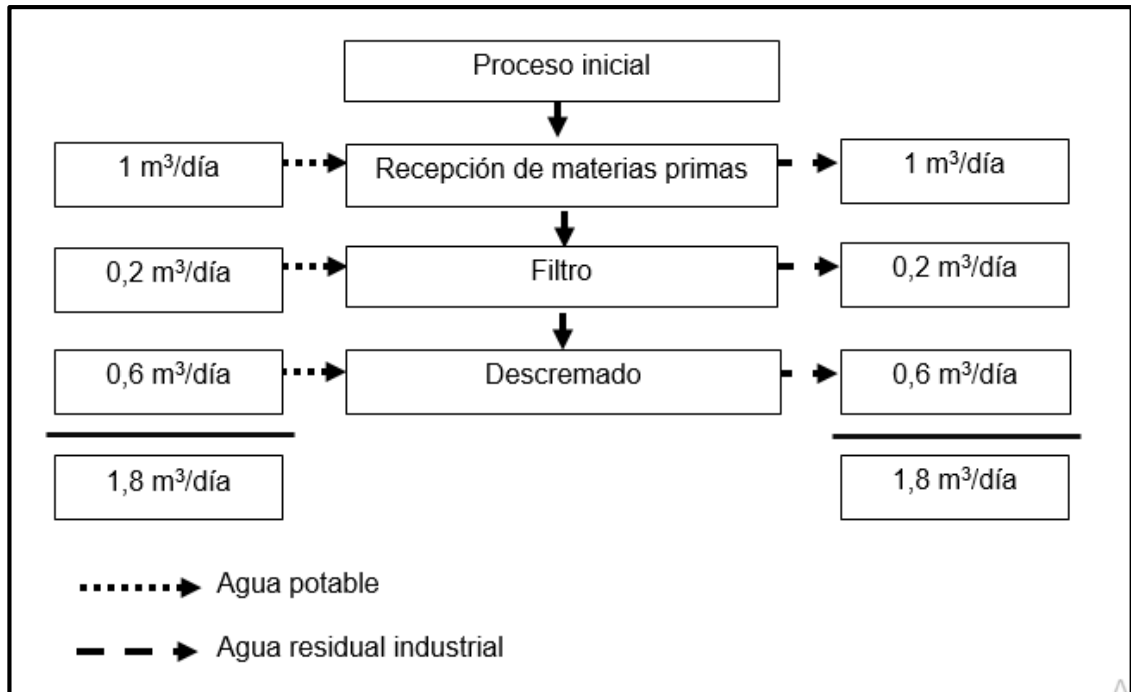 Proceso inicial
1 m³/día
Recepción de materias primas
1 m³/día
0,2 m³/día
Filtro
0,2 m³/día
0,6 m³/día
Descremado
0,6 m³/día
1,8 m³/día
1,8 m³/día
Agua potable
Agua residual industrial